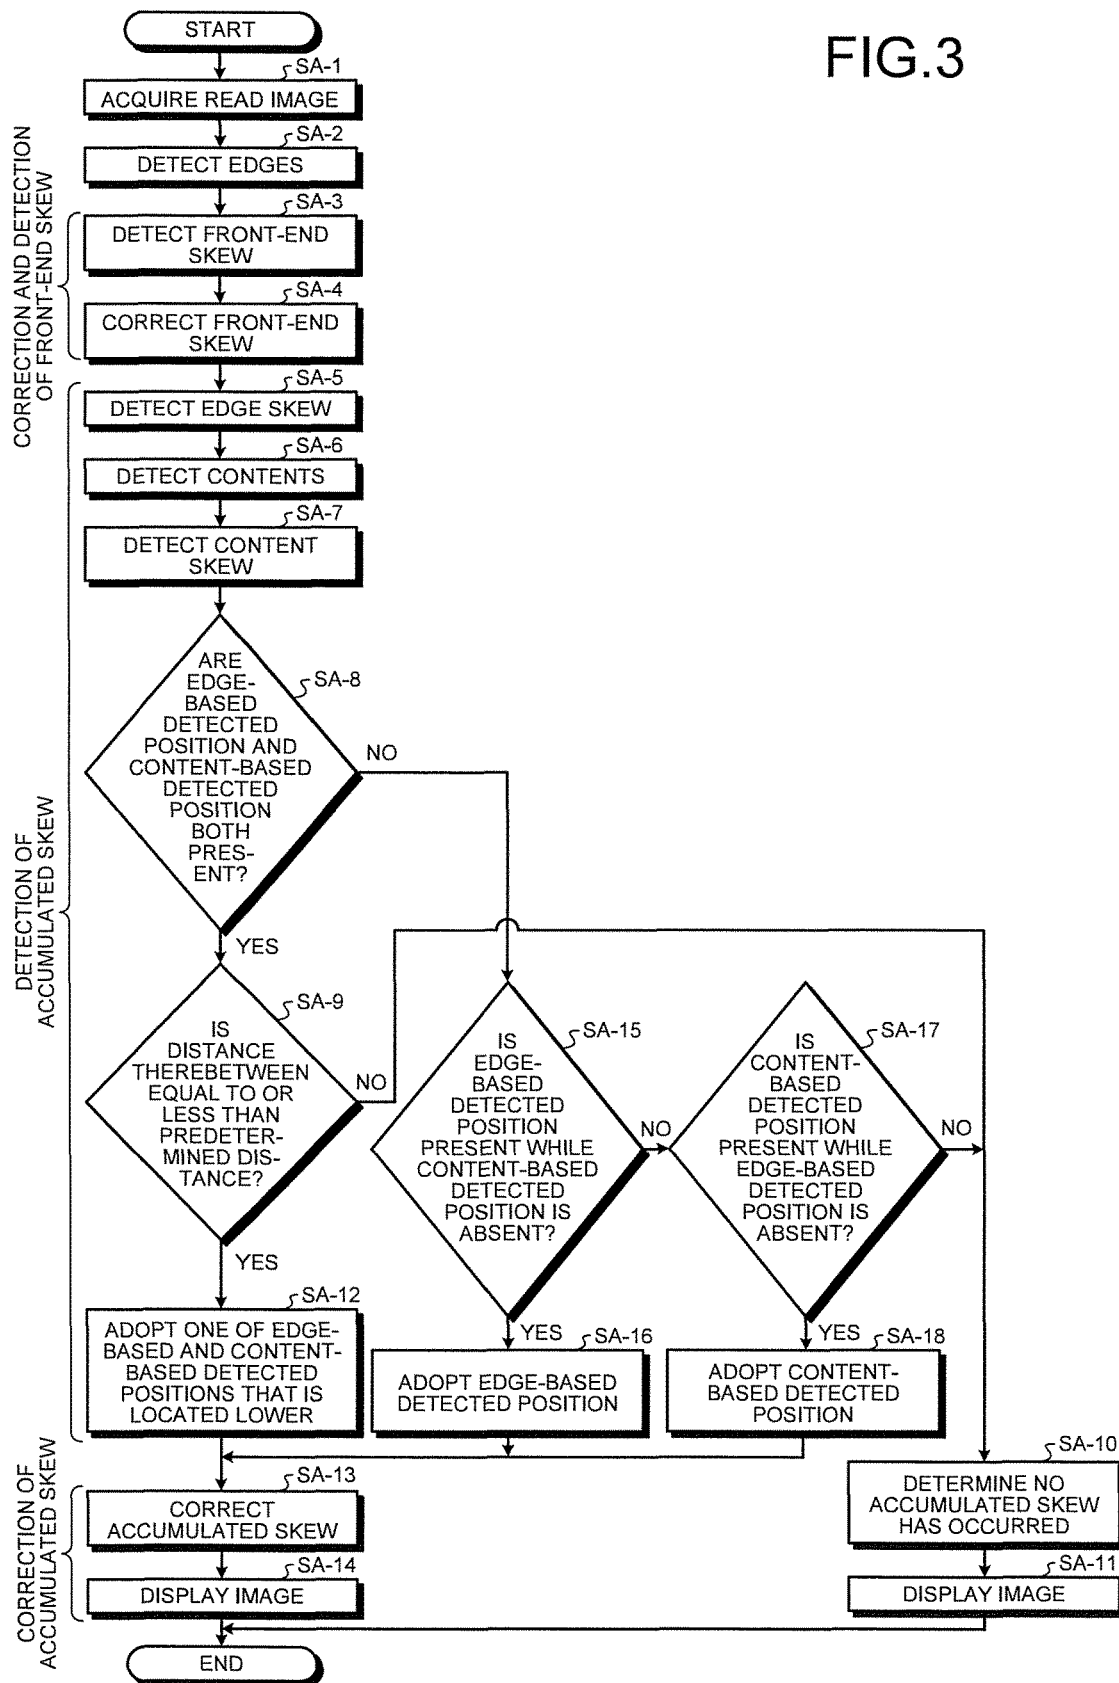 FIG.3
START
SA-1
ACQUIRE READ IMAGE
SA-2
DETECT EDGES
CORRECTION AND DETECTION
OF FRONT-END SKEW
SA-3
DETECT FRONT-END
SKEW
SA-4
CORRECT FRONT-END
SKEW
DETECTION OF
ACCUMULATED SKEW
SA-5
DETECT EDGE SKEW
SA-6
DETECT CONTENTS
SA-7
DETECT CONTENT
SKEW
SA-8
ARE
EDGE-
BASED
DETECTED
POSITION AND
CONTENT-BASED
DETECTED
POSITION
BOTH
PRES-
ENT?
NO
YES
SA-9
IS
DISTANCE
THEREBETWEEN
EQUAL TO OR
LESS THAN
PREDETER-
MINED DIS-
TANCE?
NO
YES
SA-15
IS
EDGE-
BASED
DETECTED
POSITION
PRESENT WHILE
CONTENT-BASED
DETECTED
POSITION IS
ABSENT?
NO
YES
SA-17
IS
CONTENT-
BASED
DETECTED
POSITION
PRESENT WHILE
EDGE-BASED
DETECTED
POSITION IS
ABSENT?
NO
YES
SA-12
ADOPT ONE OF EDGE-
BASED AND CONTENT-
BASED DETECTED
POSITIONS THAT IS
LOCATED LOWER
SA-16
ADOPT EDGE-BASED
DETECTED POSITION
SA-18
ADOPT CONTENT-
BASED DETECTED
POSITION
CORRECTION OF
ACCUMULATED SKEW
SA-13
CORRECT
ACCUMULATED SKEW
SA-14
DISPLAY IMAGE
SA-10
DETERMINE NO
ACCUMULATED SKEW
HAS OCCURRED
SA-11
DISPLAY IMAGE
END